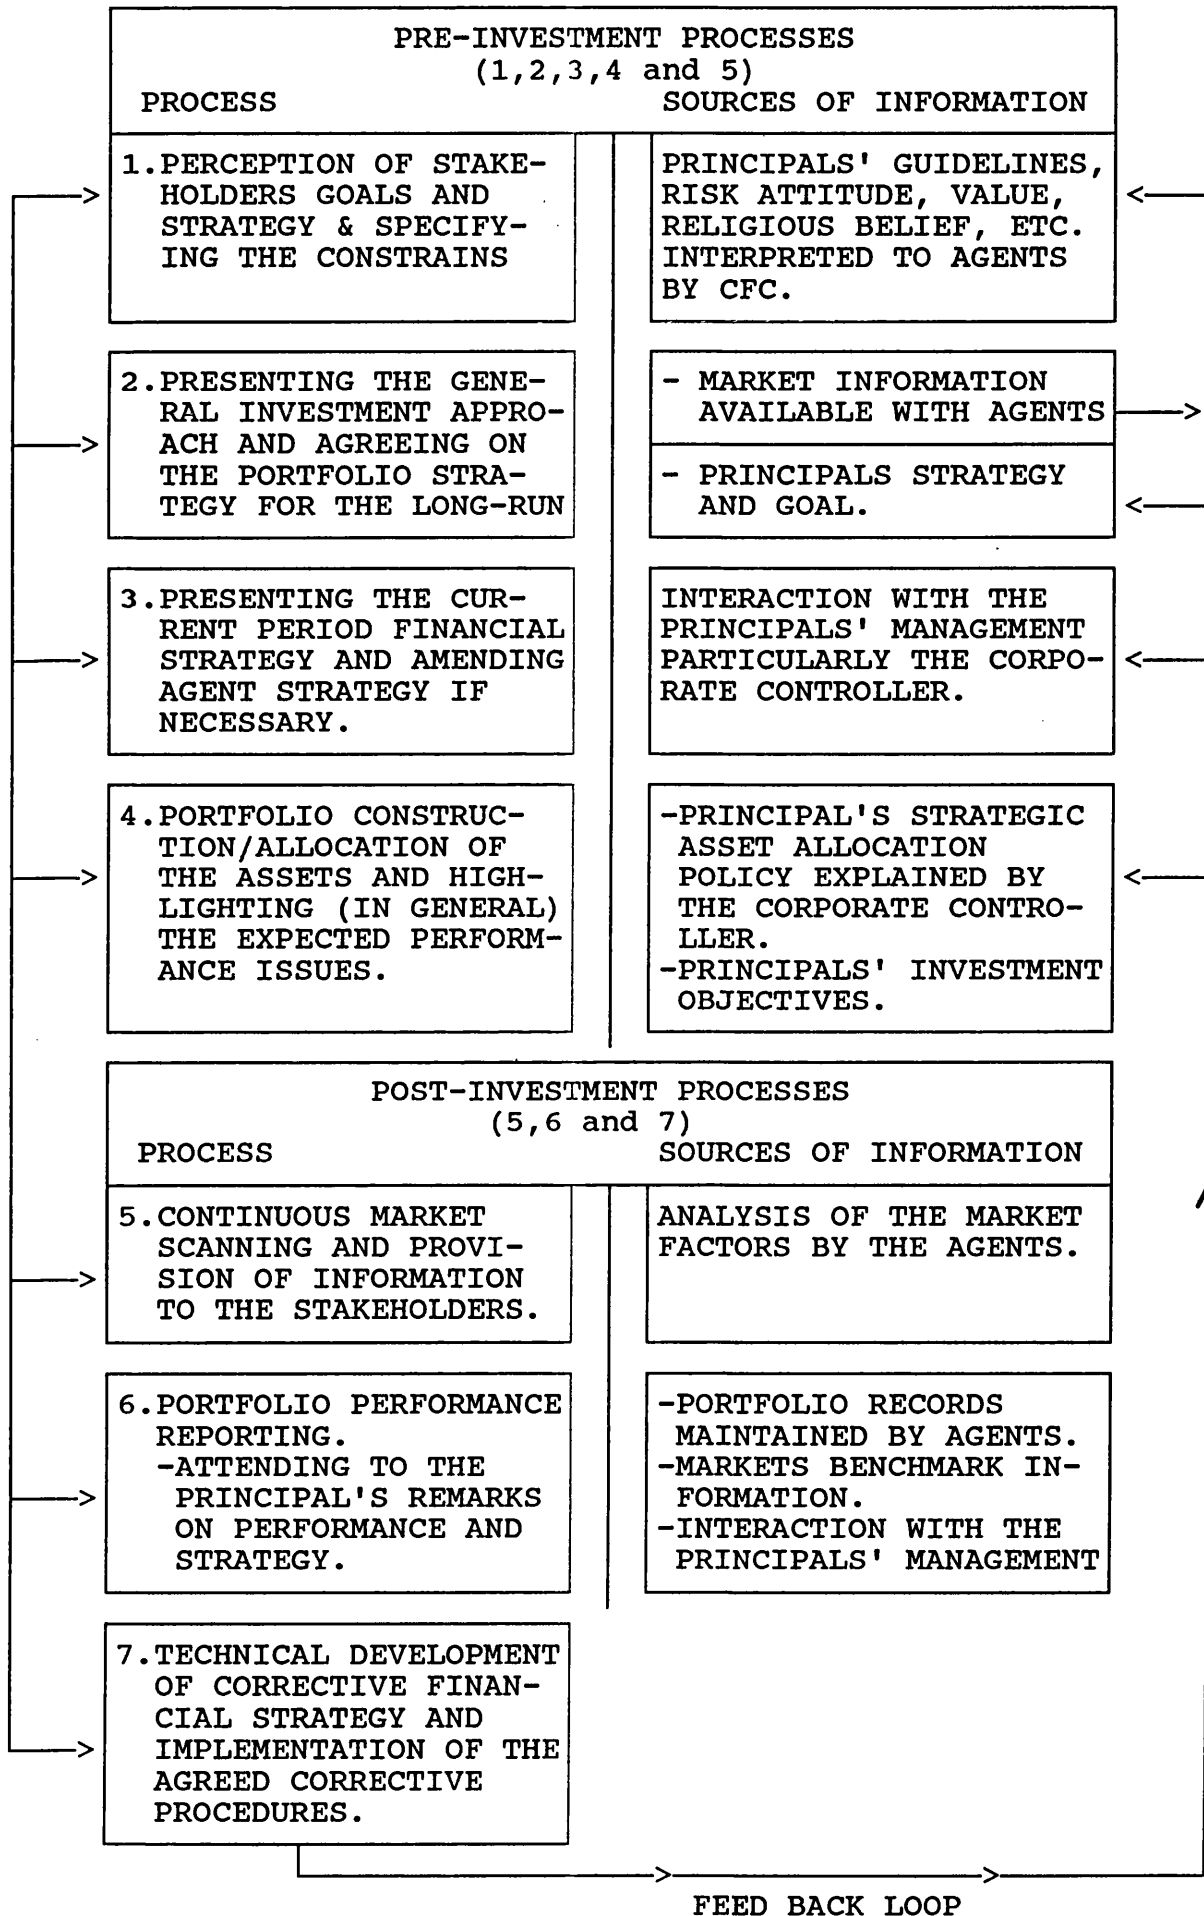 PRE-INVESTMENT PROCESSES
(1,2,3,4 and 5)
PROCESS SOURCES OF INFORMATION
1.PERCEPTION OF STAKE-
HOLDERS GOALS AND
STRATEGY & SPECIFY-
ING THE CONSTRAINS
PRINCIPALS' GUIDELINES,
RISK ATTITUDE, VALUE,
RELIGIOUS BELIEF, ETC.
INTERPRETED TO AGENTS
BY CFC.
2.PRESENTING THE GENE-
RAL INVESTMENT APPRO-
ACH AND AGREEING ON
THE PORTFOLIO STRA-
TEGY FOR THE LONG-RUN
- MARKET INFORMATION
AVAILABLE WITH AGENTS
- PRINCIPALS STRATEGY
AND GOAL.
3.PRESENTING THE CUR-
RENT PERIOD FINANCIAL
STRATEGY AND AMENDING
AGENT STRATEGY IF
NECESSARY.
INTERACTION WITH THE
PRINCIPALS' MANAGEMENT
PARTICULARLY THE CORPO-
RATE CONTROLLER.
4.PORTFOLIO CONSTRUC-
TION/ALLOCATION OF
THE ASSETS AND HIGH-
LIGHTING (IN GENERAL)
THE EXPECTED PERFORM-
ANCE ISSUES.
-PRINCIPAL'S STRATEGIC
ASSET ALLOCATION
POLICY EXPLAINED BY
THE CORPORATE CONTRO-
LLER.
-PRINCIPALS' INVESTMENT
OBJECTIVES.
POST-INVESTMENT PROCESSES
(5,6 and 7)
PROCESS SOURCES OF INFORMATION
5.CONTINUOUS MARKET
SCANNING AND PROVI-
SION OF INFORMATION
TO THE STAKEHOLDERS.
ANALYSIS OF THE MARKET
FACTORS BY THE AGENTS.
6.PORTFOLIO PERFORMANCE
REPORTING.
-ATTENDING TO THE
PRINCIPAL'S REMARKS
ON PERFORMANCE AND
STRATEGY.
-PORTFOLIO RECORDS
MAINTAINED BY AGENTS.
-MARKETS BENCHMARK IN-
FORMATION.
-INTERACTION WITH THE
PRINCIPALS' MANAGEMENT
7.TECHNICAL DEVELOPMENT
OF CORRECTIVE FINAN-
CIAL STRATEGY AND
IMPLEMENTATION OF THE
AGREED CORRECTIVE
PROCEDURES.
FEED BACK LOOP